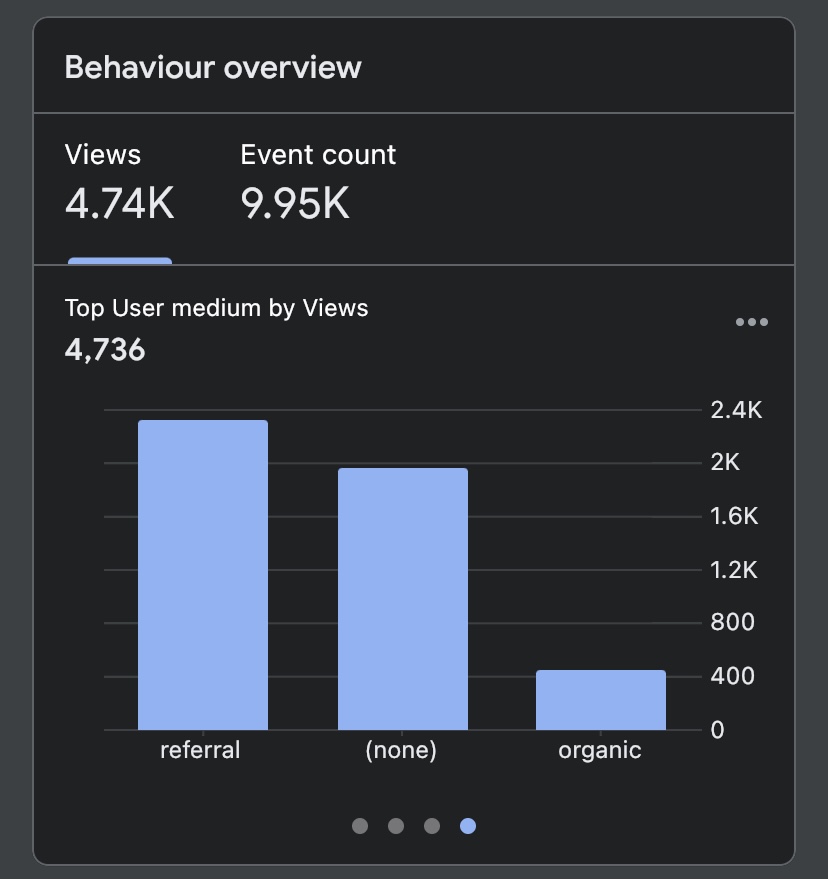 Behaviour overview
Views
4.74K
Event count
9.95K
Top User medium by Views
4,736
2.4K
2K
1.6K
1.2K
800
400
0
referral
(none)
organic